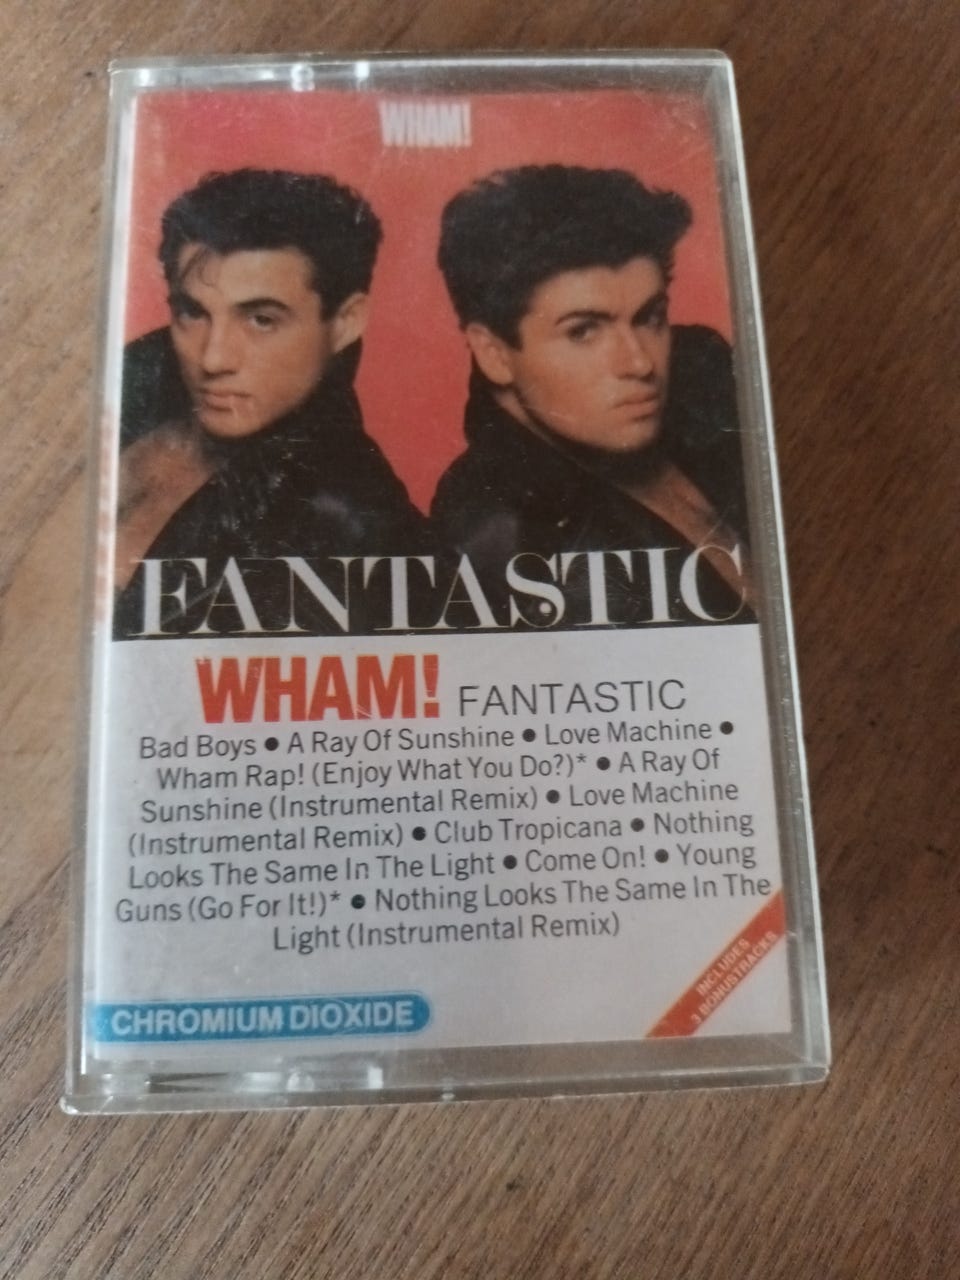 WHAM!
FANTASTIC
WHAM! FANTASTIC
Bad Boys • A Ray Of Sunshine • Love Machine •
Wham Rap! (Enjoy What You Do?)* • A Ray Of
Sunshine (Instrumental Remix) • Love Machine
(Instrumental Remix) • Club Tropicana • Nothing
Looks The Same In The Light • Come On! • Young
Guns (Go For It!)* • Nothing Looks The Same In The
Light (Instrumental Remix)
INCLUDES
3 BONUSTRACKS
CHROMIUM DIOXIDE